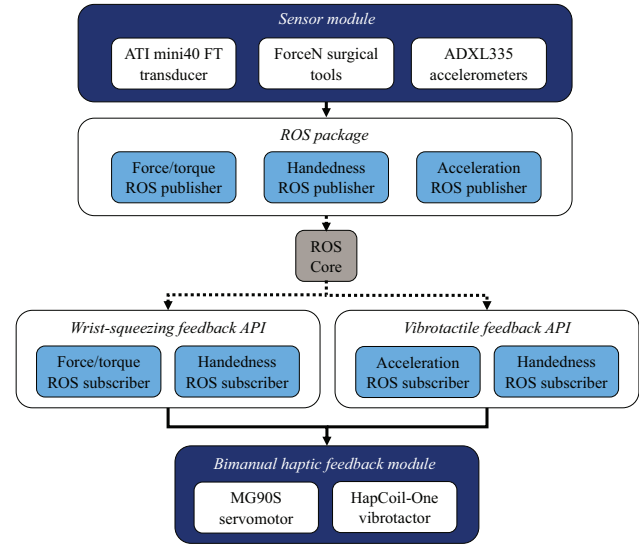 Sensor module
ATI mini40 FT
transducer
ForceN surgical
tools
ADXL335
accelerometers
ROS package
Force/torque
ROS publisher
Handedness
ROS publisher
Acceleration
ROS publisher
ROS
Core
Wrist-squeezing feedback API
Force/torque
ROS subscriber
Handedness
ROS subscriber
Vibrotactile feedback API
Acceleration
ROS subscriber
Handedness
ROS subscriber
Bimanual haptic feedback module
MG90S
servomotor
HapCoil-One
vibrotactor